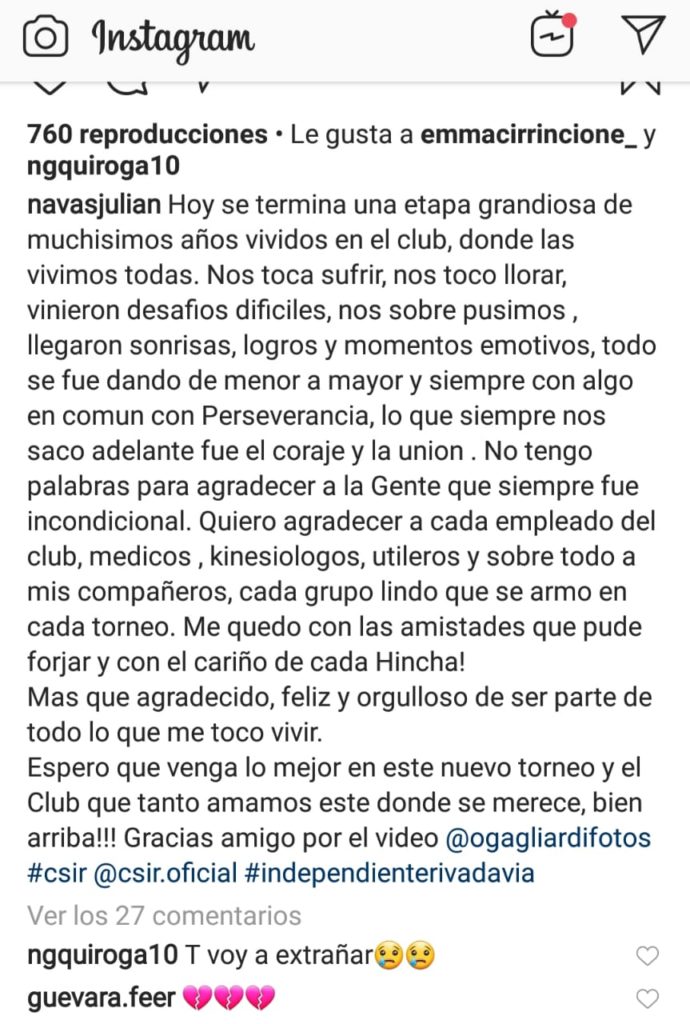 Instagram
760 reproducciones • Le gusta a emmacirrincione_ y
ngquiroga10
navasjulian Hoy se termina una etapa grandiosa de
muchisimos años vividos en el club, donde las
vivimos todas. Nos toca sufrir, nos toco llorar,
vinieron desafios dificiles, nos sobre pusimos ,
llegaron sonrisas, logros y momentos emotivos, todo
se fue dando de menor a mayor y siempre con algo
en comun con Perseverancia, lo que siempre nos
saco adelante fue el coraje y la union . No tengo
palabras para agradecer a la Gente que siempre fue
incondicional. Quiero agradecer a cada empleado del
club, medicos , kinesiologos, utileros y sobre todo a
mis compañeros, cada grupo lindo que se armo en
cada torneo. Me quedo con las amistades que pude
forjar y con el cariño de cada Hincha!
Mas que agradecido, feliz y orgulloso de ser parte de
todo lo que me toco vivir.
Espero que venga lo mejor en este nuevo torneo y el
Club que tanto amamos este donde se merece, bien
arriba!!! Gracias amigo por el video @ogagliardifotos
#csir @csir.oficial #independienterivadavia
Ver los 27 comentarios
ngquiroga10 T voy a extrañar😢😢
guevara.feer 💔💔💔